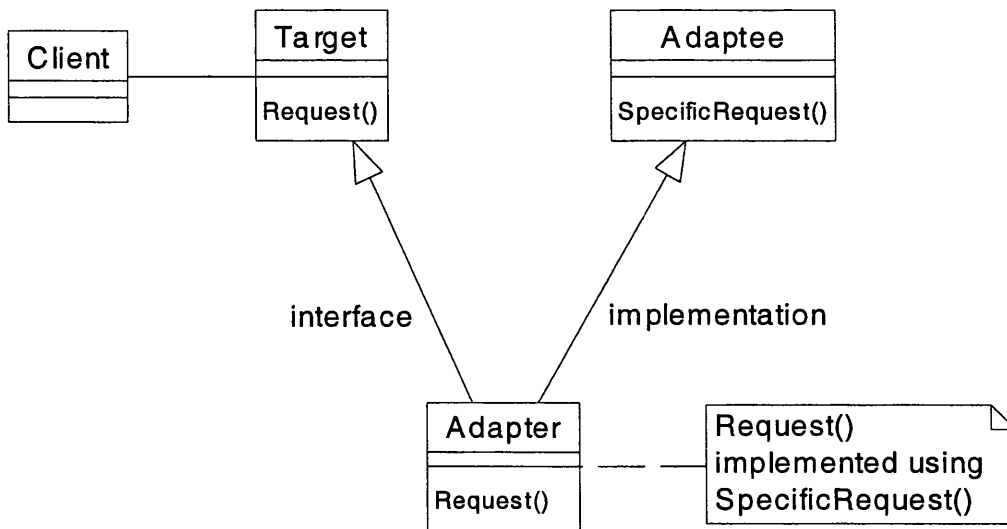 Client
Target
Request()
Adaptee
SpecificRequest()
interface
implementation
Adapter
Request()
Request()
implemented using
SpecificRequest()